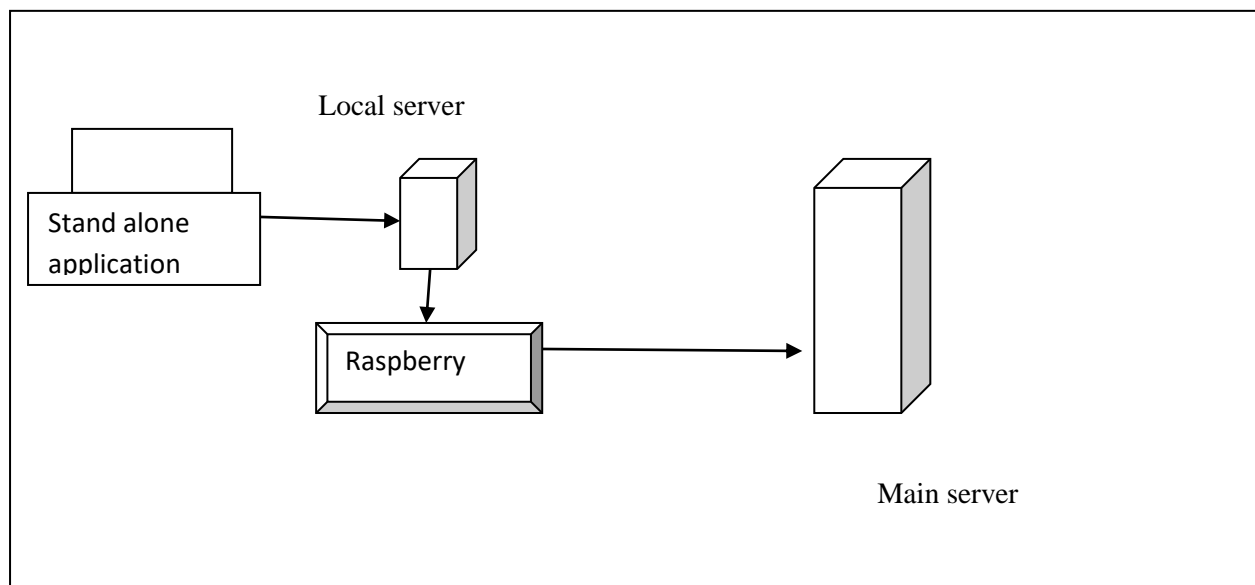 Local server
Stand alone
application
Raspberry
Main server